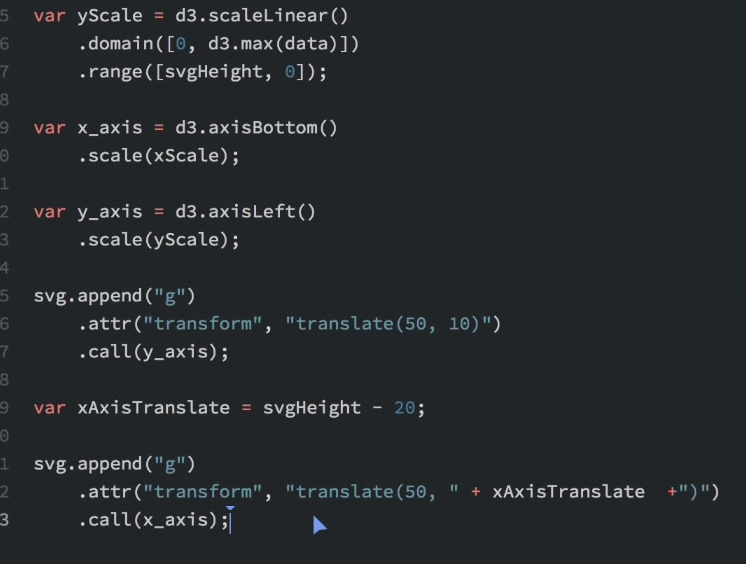 5 var yScale = d3.scaleLinear()
6     .domain([0, d3.max(data)])
7     .range([svgHeight, 0]);
8
9 var x_axis = d3.axisBottom()
0     .scale(xScale);
1
2 var y_axis = d3.axisLeft()
3     .scale(yScale);
4
5 svg.append("g")
6     .attr("transform", "translate(50, 10)")
7     .call(y_axis);
8
9 var xAxisTranslate = svgHeight - 20;
0
1 svg.append("g")
2     .attr("transform", "translate(50, " + xAxisTranslate  +")")
3     .call(x_axis);